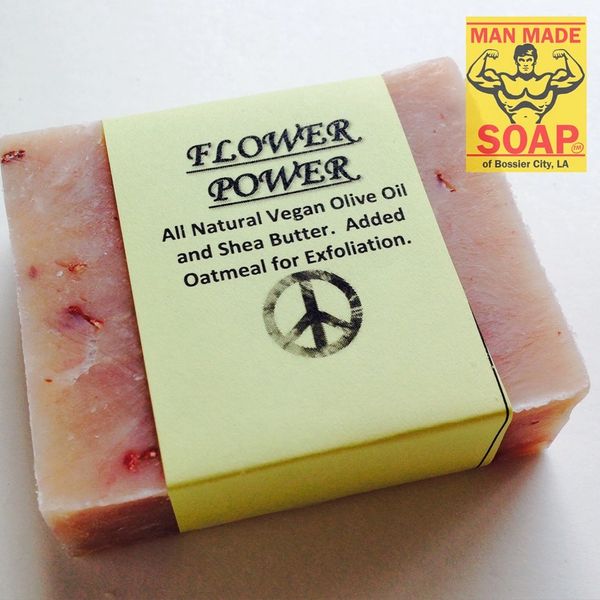 MAN MADE
SOAP TM
of Bossier City, LA
FLOWER
POWER
All Natural Vegan Olive Oil
and Shea Butter. Added
Oatmeal for Exfoliation.